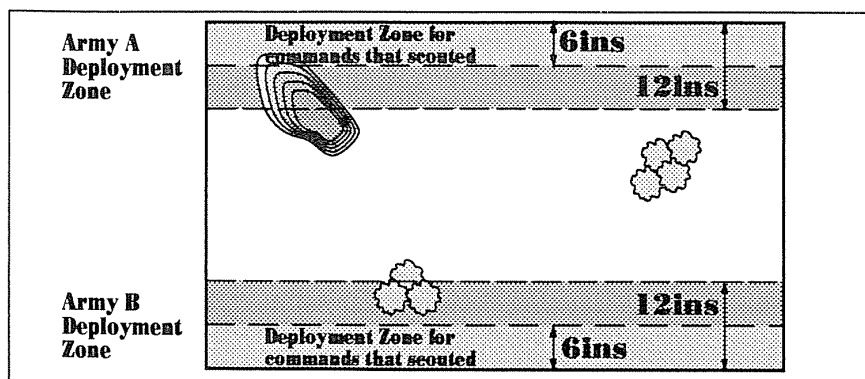 Army A
Deployment
Zone
Deployment Zone for
commands that scouted
6ins
12ins
Army B
Deployment
Zone
12ins
Deployment Zone for
commands that scouted
6ins